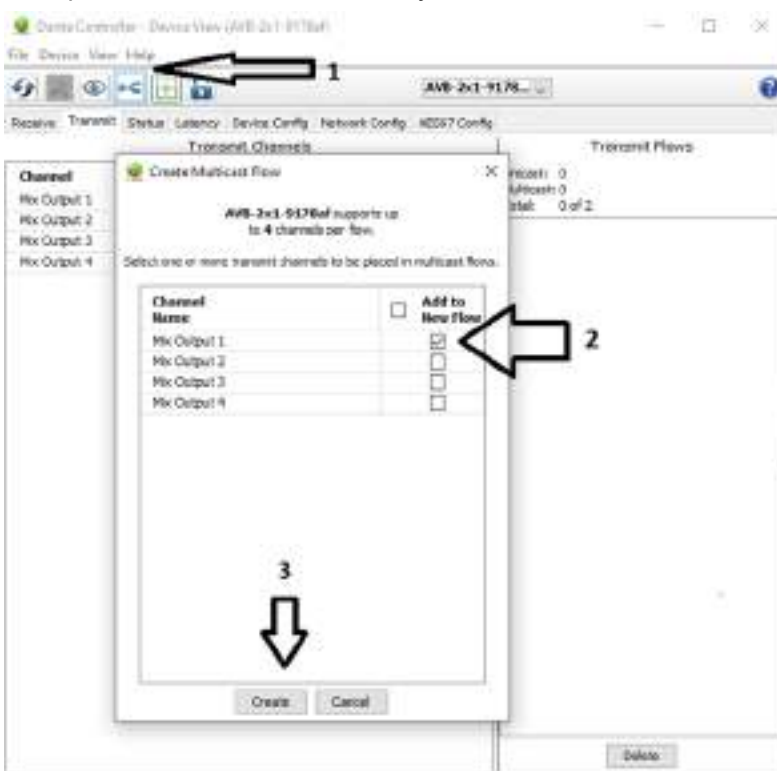 Dante Controller - Device View (AVB-2x1-9178af)
File Device View Help
1
AVB-2x1-9178...
Receive Transmit Status Latency Device Config Network Config AES67 Config
Transmit Channels
Transmit Flows
Channel
Mix Output 1
Mix Output 2
Mix Output 3
Mix Output 4
0
Multicast: 0
0 of 2
Create Multicast Flow
AVB-2x1-9178af supports up
to 4 channels per flow.
Select one or more transmit channels to be placed in multicast flows.
Channel
Name
Add to
New Flow
Mix Output 1
Mix Output 2
Mix Output 3
Mix Output 4
2
3
Create Cancel
Delete